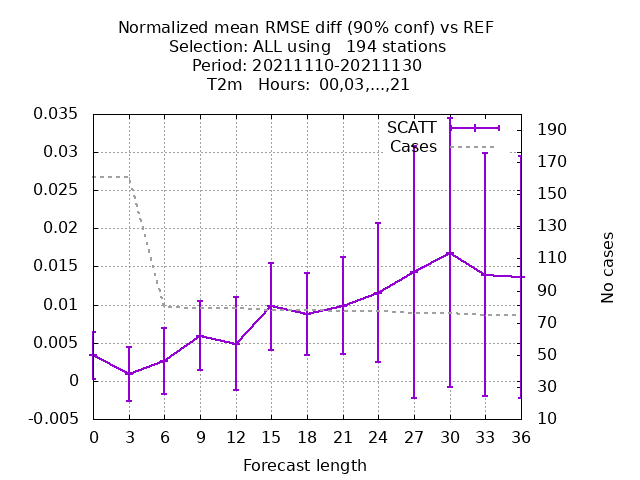 Normalized mean RMSE diff (90% conf) vs REF
Selection: ALL using   194 stations
Period: 20211110-20211130
T2m   Hours:  00,03,...,21
SCATT
Cases
0.035
0.03
0.025
0.02
0.015
0.01
0.005
0
-0.005
190
170
150
130
110
90
70
50
30
10
No cases
0 3 6 9 12 15 18 21 24 27 30 33 36
Forecast length